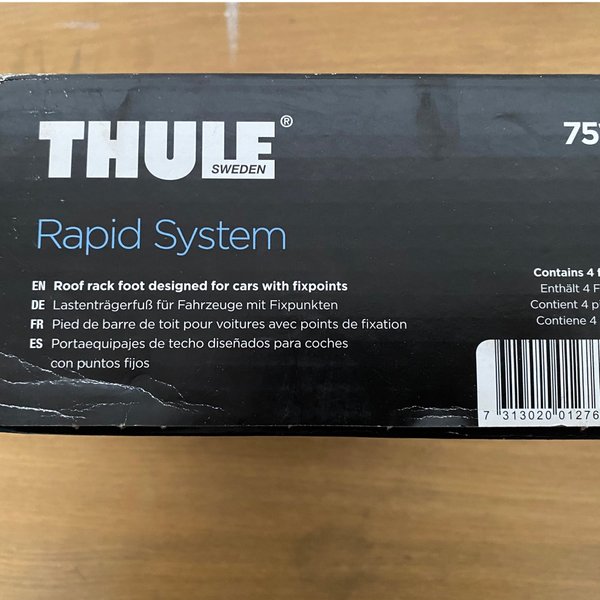 THULE®
SWEDEN
Rapid System
EN Roof rack foot designed for cars with fixpoints
DE Lastenträgerfuß für Fahrzeuge mit Fixpunkten
FR Pied de barre de toit pour voitures avec points de fixation
ES Portaequipajes de techo diseñados para coches
con puntos fijos
75
Contains 4
Enthält 4
Contient 4
Contiene 4
7 313020 01276